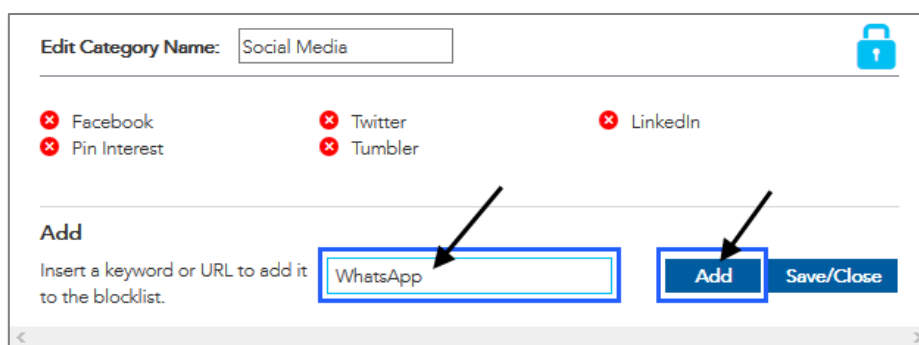 Edit Category Name: Social Media
Facebook Twitter LinkedIn
Pin Interest Tumbler
Add
Insert a keyword or URL to add it
to the blocklist.
WhatsApp Add Save/Close